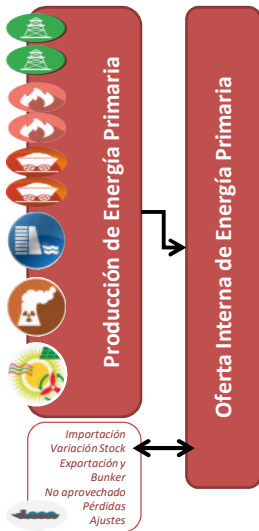 Producción de Energía Primaria
Oferta Interna de Energía Primaria
Importación
Variación Stock
Exportación y
Bunker
No aprovechado
Pérdidas
Ajustes